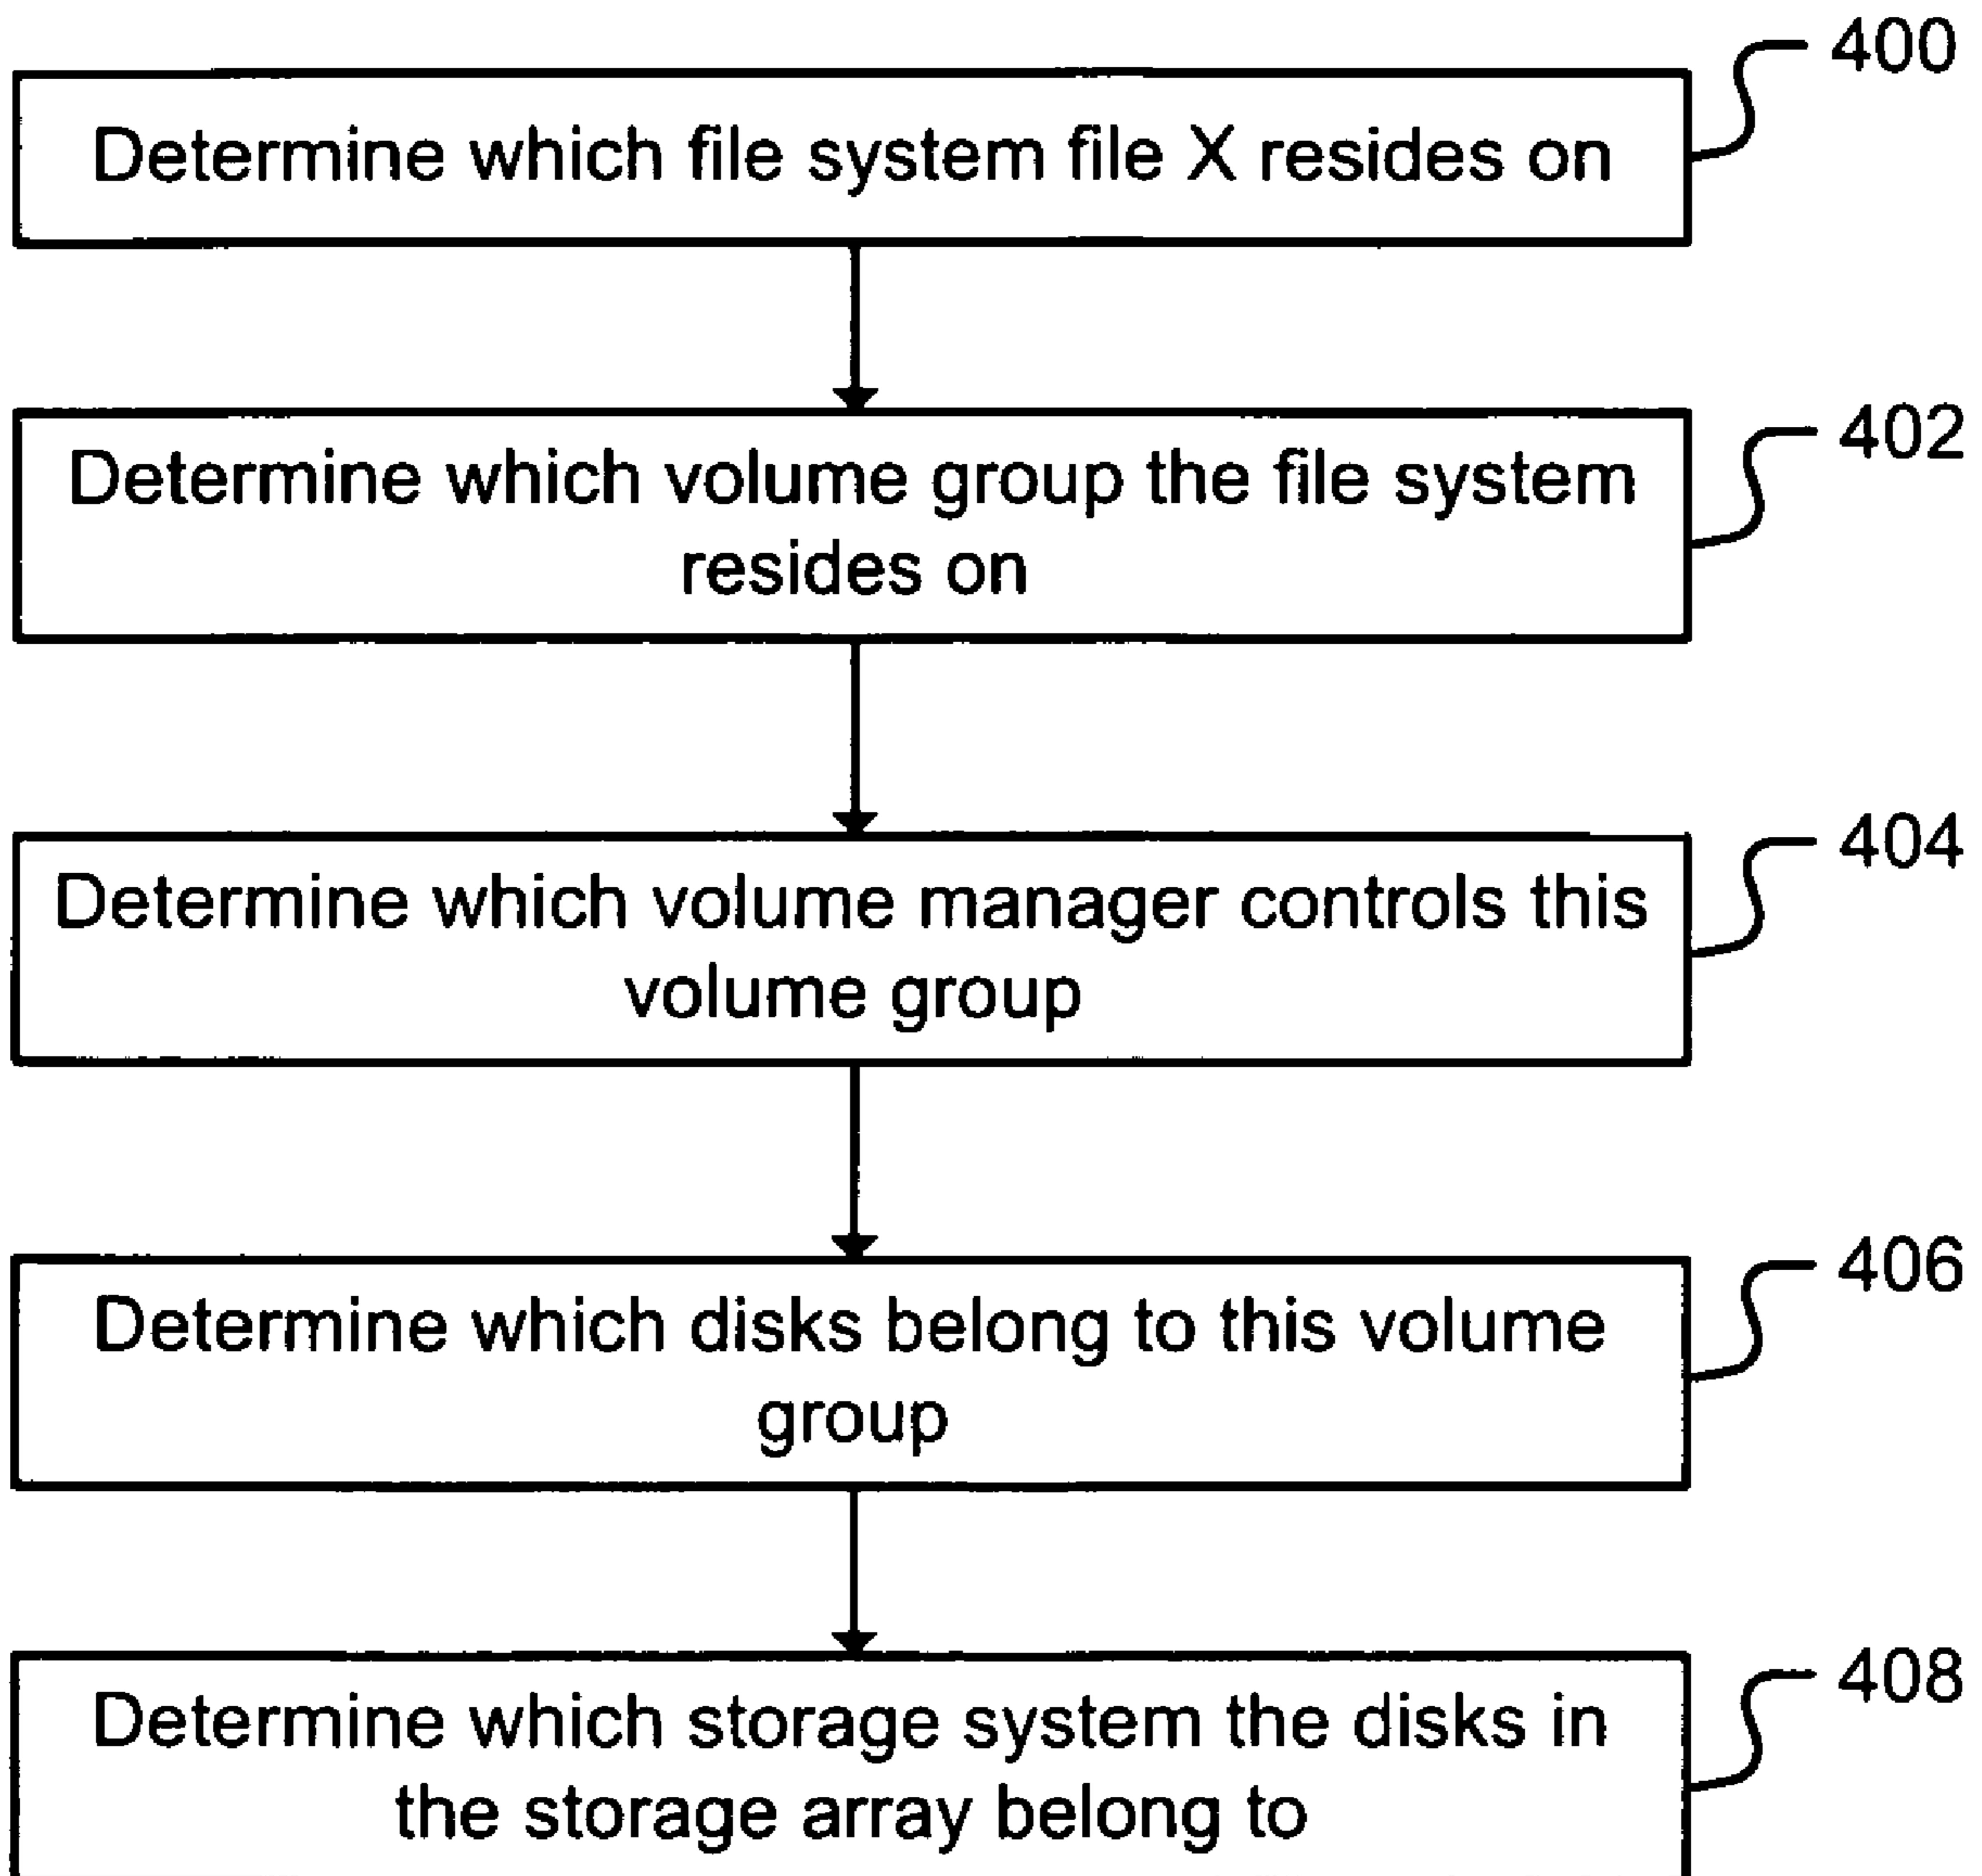 400
Determine which file system file X resides on
402
Determine which volume group the file system
resides on
404
Determine which volume manager controls this
volume group
406
Determine which disks belong to this volume
group
408
Determine which storage system the disks in
the storage array belong to